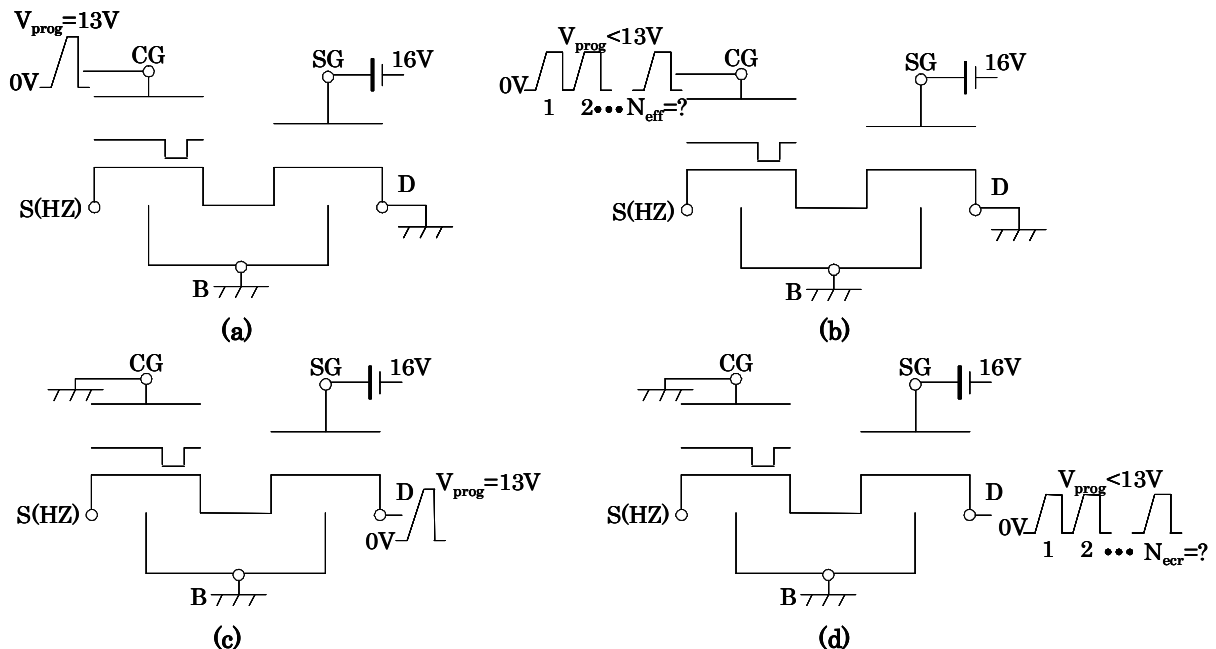 V_prog=13V
0V
CG
SG
16V
S(HZ)
D
B
(a)
V_prog<13V
0V
1 2 ••• N_eff=?
CG
SG
16V
S(HZ)
D
B
(b)
CG
SG
16V
S(HZ)
D
V_prog=13V
0V
B
(c)
CG
SG
16V
S(HZ)
D
V_prog<13V
0V
1 2 ••• N_ecr=?
B
(d)